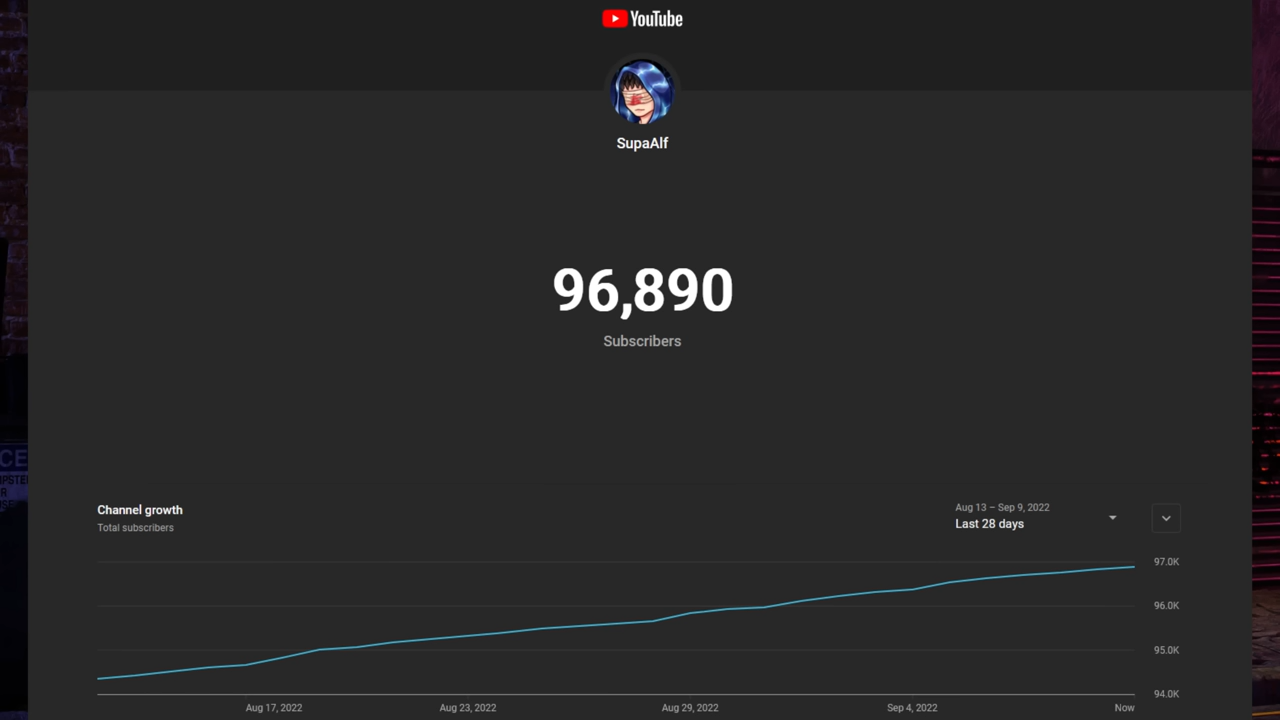 YouTube
SupaAlf
96,890
Subscribers
Channel growth
Total subscribers
Aug 13 – Sep 9, 2022
Last 28 days
97.0K
96.0K
95.0K
94.0K
Aug 17, 2022
Aug 23, 2022
Aug 29, 2022
Sep 4, 2022
Now